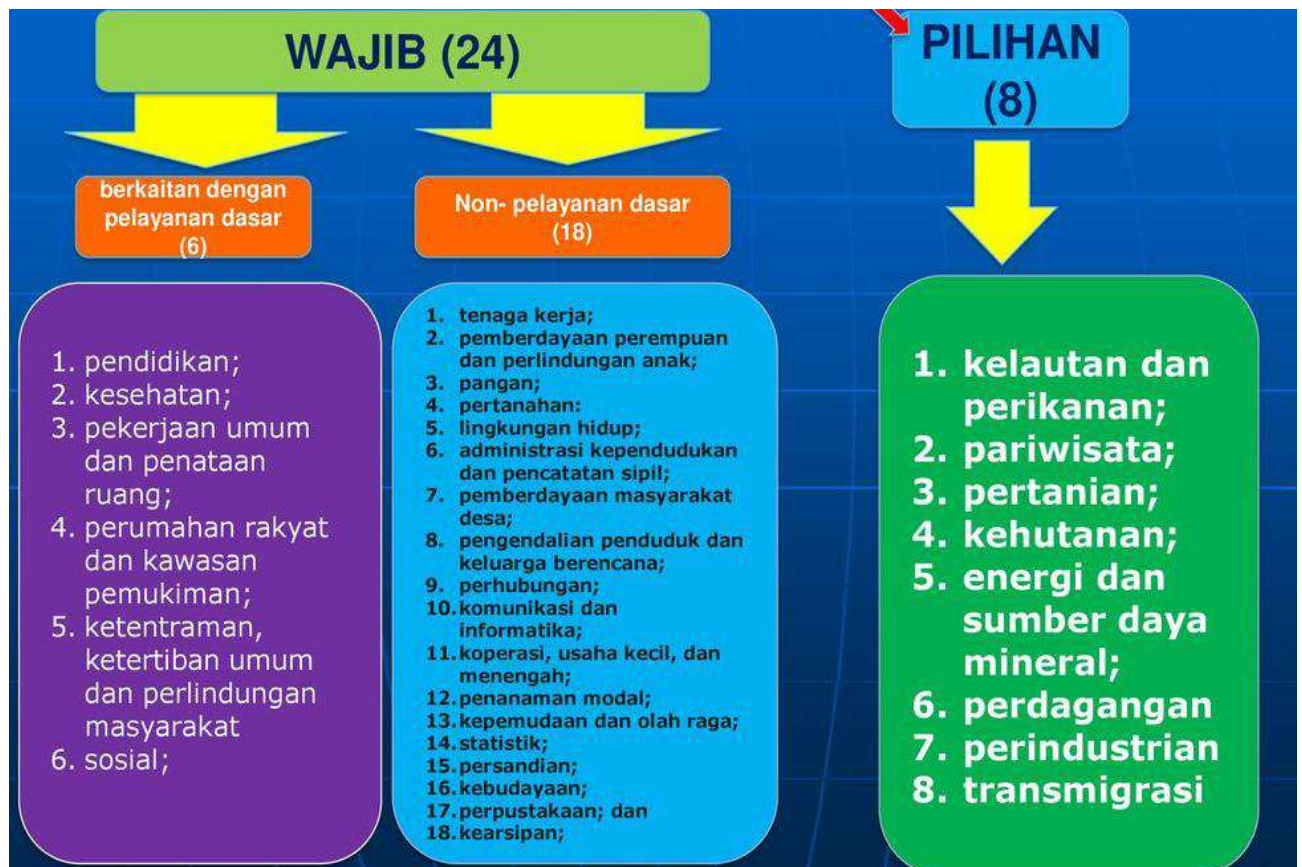 WAJIB (24)
berkaitan dengan
pelayanan dasar
(6)
1. pendidikan;
2. kesehatan;
3. pekerjaan umum
dan penataan
ruang;
4. perumahan rakyat
dan kawasan
pemukiman;
5. ketentraman,
ketertiban umum
dan perlindungan
masyarakat
6. sosial;
Non- pelayanan dasar
(18)
1. tenaga kerja;
2. pemberdayaan perempuan
dan perlindungan anak;
3. pangan;
4. pertanahan:
5. lingkungan hidup;
6. administrasi kependudukan
dan pencatatan sipil;
7. pemberdayaan masyarakat
desa;
8. pengendalian penduduk dan
keluarga berencana;
9. perhubungan;
10. komunikasi dan
informatika;
11. koperasi, usaha kecil, dan
menengah;
12. penanaman modal;
13. kepemudaan dan olah raga;
14. statistik;
15. persandian;
16. kebudayaan;
17. perpustakaan; dan
18. kearsipan;
PILIHAN
(8)
1. kelautan dan
perikanan;
2. pariwisata;
3. pertanian;
4. kehutanan;
5. energi dan
sumber daya
mineral;
6. perdagangan
7. perindustrian
8. transmigrasi